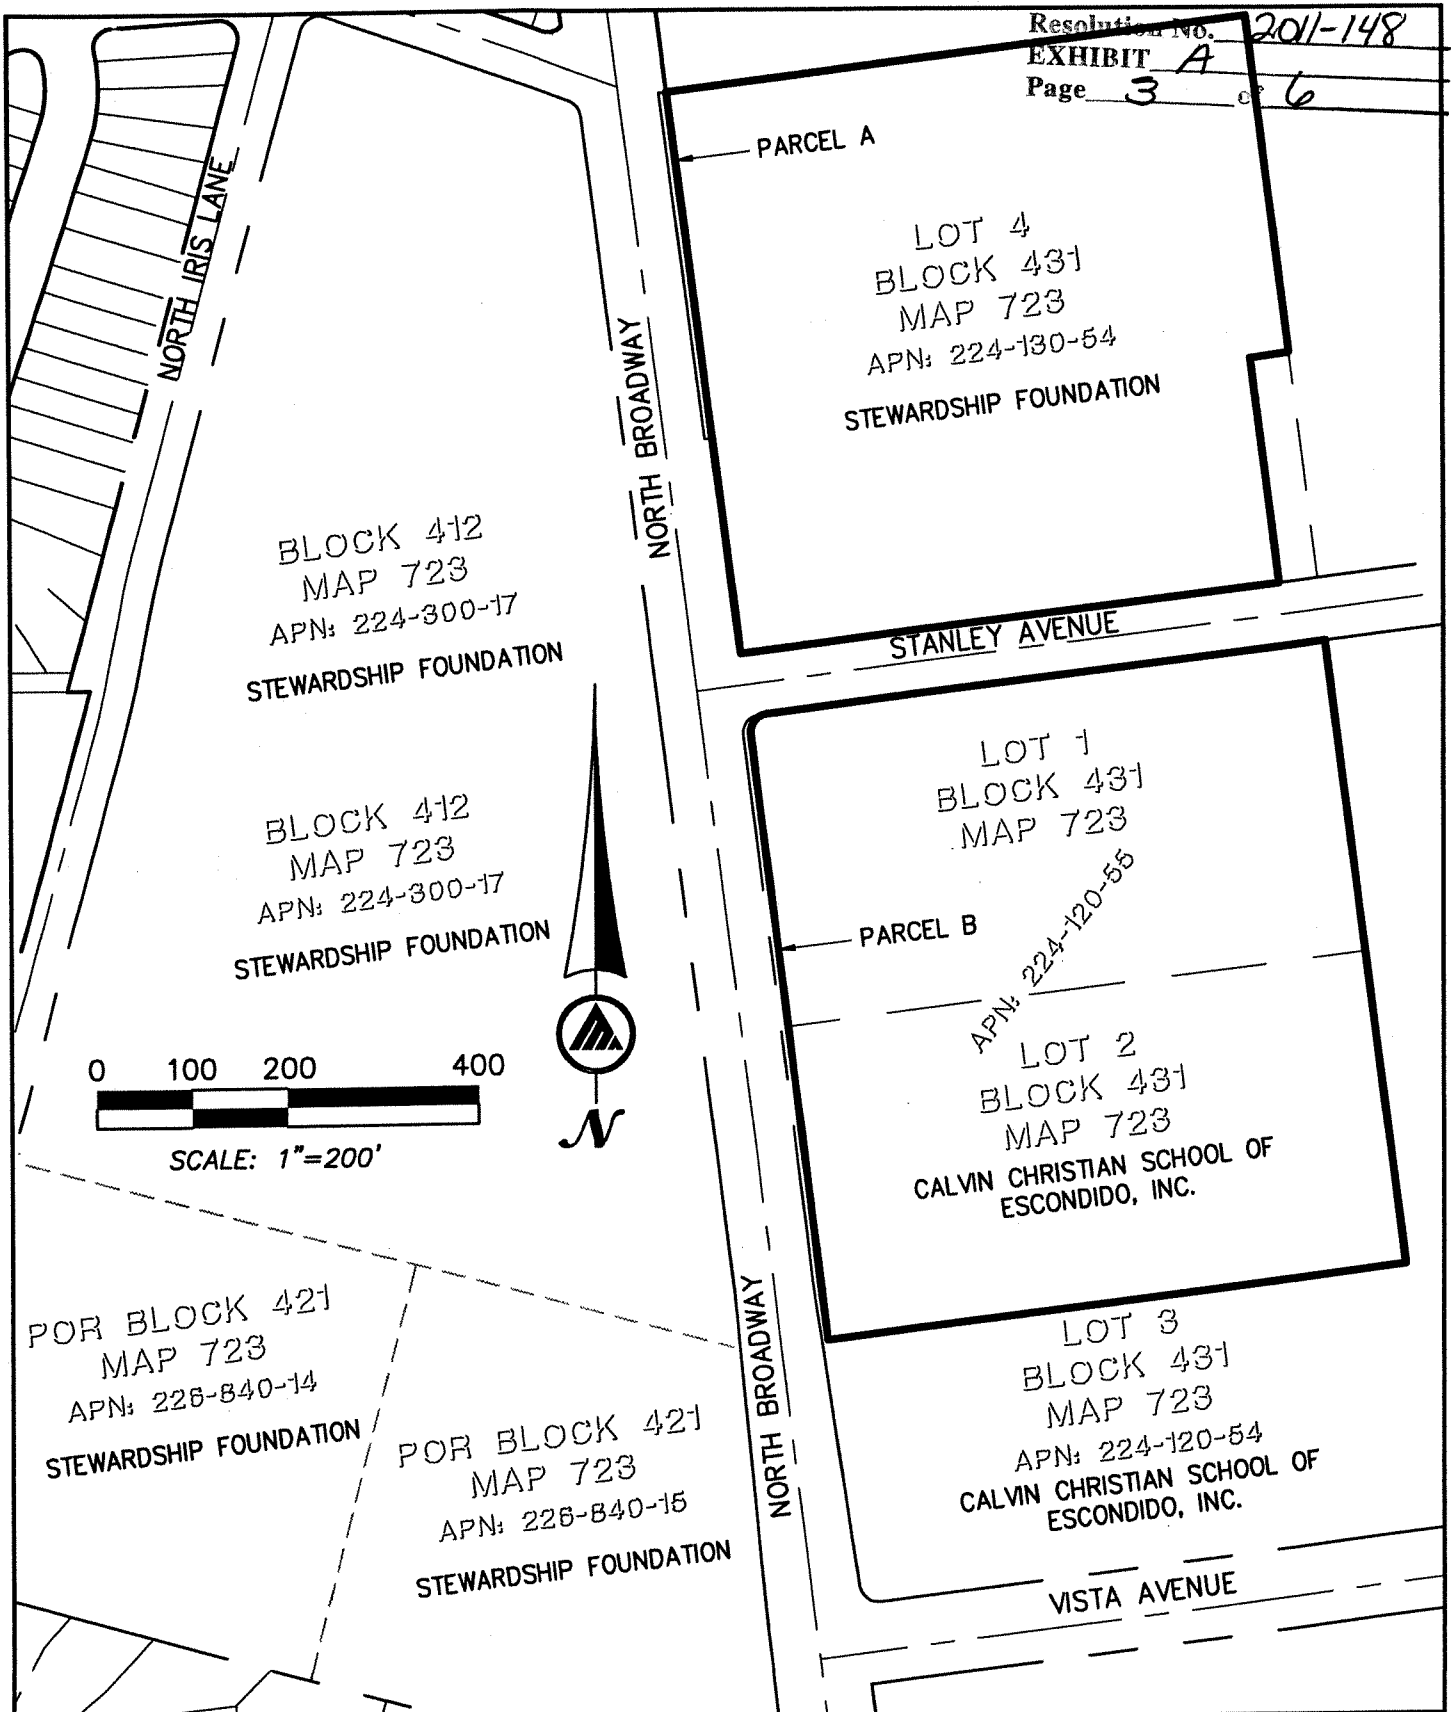 Resolution No. 2011-148
EXHIBIT A
Page 3 of 6
PARCEL A
LOT 4
BLOCK 431
MAP 723
APN: 224-130-54
STEWARDSHIP FOUNDATION
NORTH IRIS LANE
NORTH BROADWAY
BLOCK 412
MAP 723
APN: 224-300-17
STEWARDSHIP FOUNDATION
STANLEY AVENUE
LOT 1
BLOCK 431
MAP 723
BLOCK 412
MAP 723
APN: 224-300-17
STEWARDSHIP FOUNDATION
PARCEL B
APN: 224-120-55
LOT 2
BLOCK 431
MAP 723
CALVIN CHRISTIAN SCHOOL OF
ESCONDIDO, INC.
0 100 200 400
SCALE: 1"=200'
N
POR BLOCK 421
MAP 723
APN: 226-840-14
STEWARDSHIP FOUNDATION
NORTH BROADWAY
LOT 3
BLOCK 431
MAP 723
APN: 224-120-54
CALVIN CHRISTIAN SCHOOL OF
ESCONDIDO, INC.
POR BLOCK 421
MAP 723
APN: 226-840-15
STEWARDSHIP FOUNDATION
VISTA AVENUE